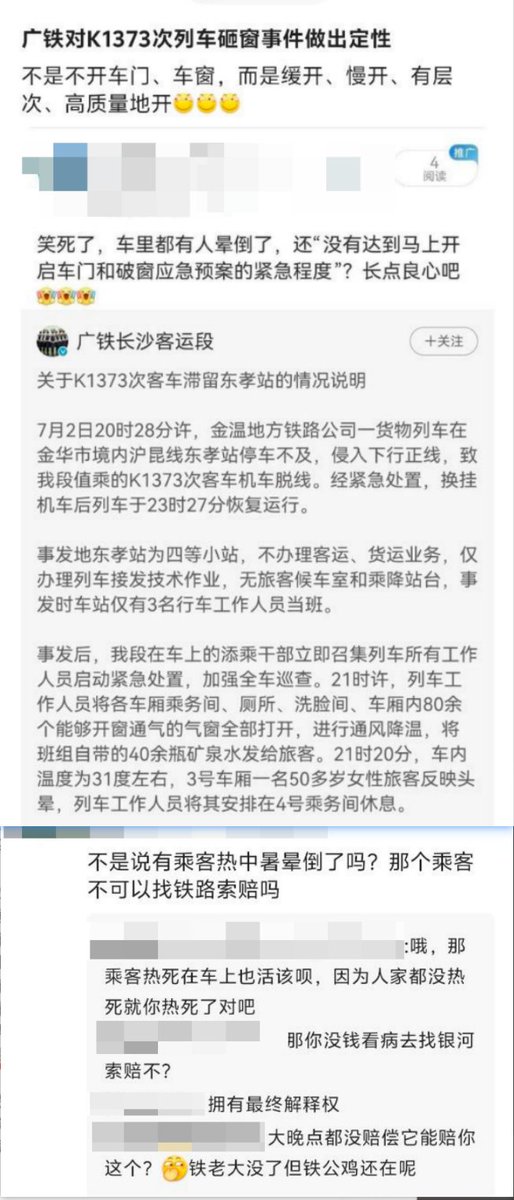 广铁对K1373次列车砸窗事件做出定性
不是不开车门、车窗，而是缓开、慢开、有层
次、高质量地开
推广
4
阅读
笑死了，车里都有人晕倒了，还“没有达到马上开
启车门和破窗应急预案的紧急程度”？长点良心吧
广铁长沙客运段
＋关注
关于K1373次客车滞留东孝站的情况说明
7月2日20时28分许，金温地方铁路公司一货物列车在
金华市境内沪昆线东孝站停车不及，侵入下行正线，致
我段值乘的K1373次客车机车脱线。经紧急处置，换挂
机车后列车于23时27分恢复运行。
事发地东孝站为四等小站，不办理客运、货运业务，仅
办理列车接发技术作业，无旅客候车室和乘降站台，事
发时车站仅有3名行车工作人员当班。
事发后，我段在车上的添乘干部立即召集列车所有工作
人员启动紧急处置，加强全车巡查。21时许，列车工
作人员将各车厢乘务间、厕所、洗脸间、车厢内80余
个能够开窗通气的气窗全部打开，进行通风降温，将
班组自带的40余瓶矿泉水发给旅客。21时20分，车内
温度为31度左右，3号车厢一名50多岁女性旅客反映头
晕，列车工作人员将其安排在4号乘务间休息。
不是说有乘客热中暑晕倒了吗？那个乘客
不可以找铁路索赔吗
:哦，那
乘客热死在车上也活该呗，因为人家都没热
死就你热死了对吧
那你没钱看病去找银河
索赔不？
拥有最终解释权
大晚点都没赔偿它能赔你
这个？铁老大没了但铁公鸡还在呢